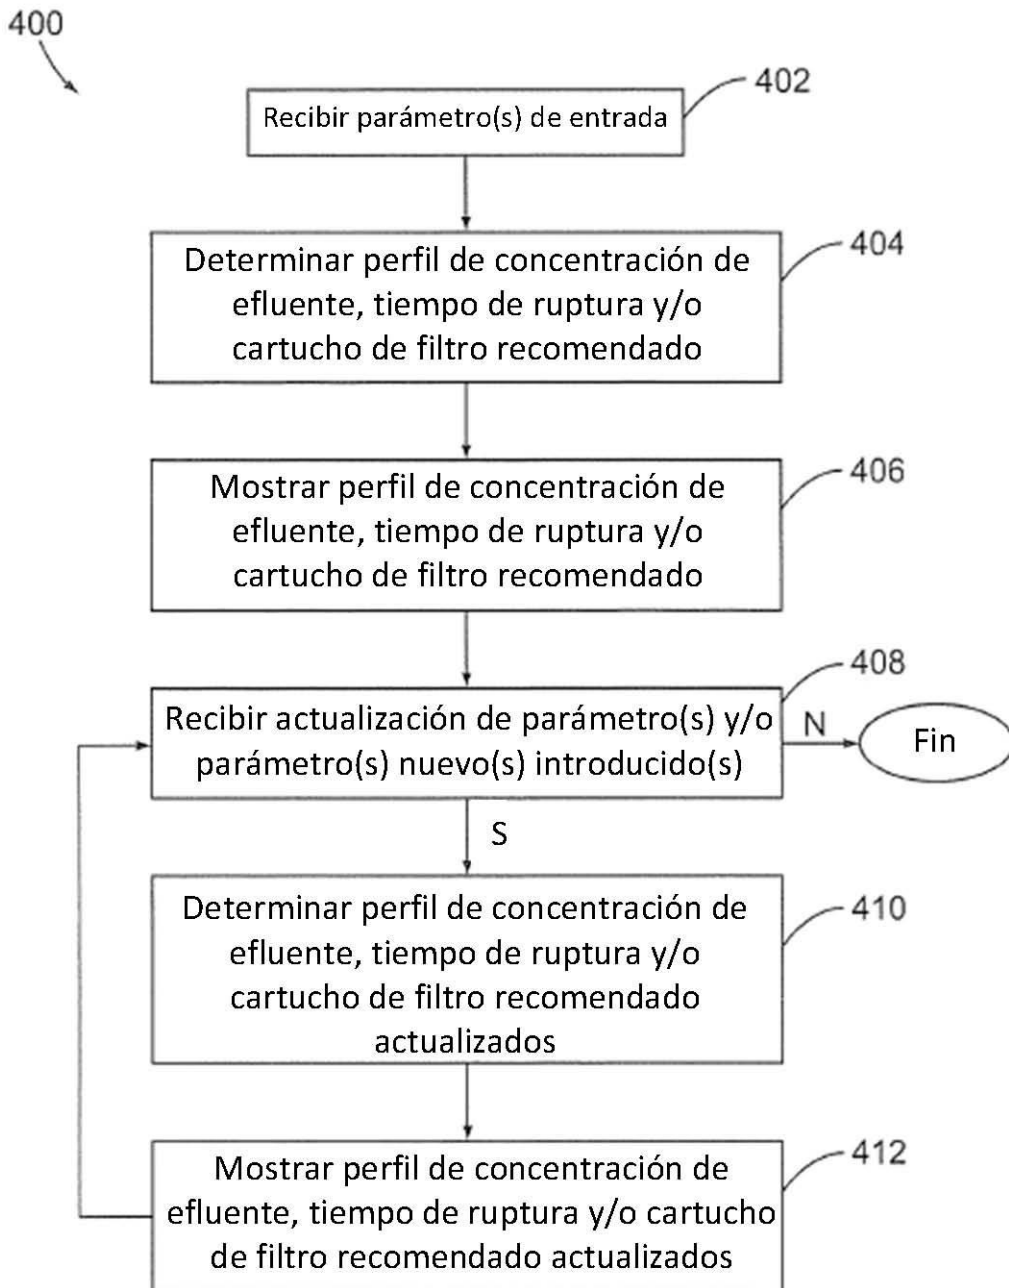 400
402
Recibir parámetro(s) de entrada
404
Determinar perfil de concentración de
efluente, tiempo de ruptura y/o
cartucho de filtro recomendado
406
Mostrar perfil de concentración de
efluente, tiempo de ruptura y/o
cartucho de filtro recomendado
408
Recibir actualización de parámetro(s) y/o
parámetro(s) nuevo(s) introducido(s)
N
Fin
S
410
Determinar perfil de concentración de
efluente, tiempo de ruptura y/o
cartucho de filtro recomendado
actualizados
412
Mostrar perfil de concentración de
efluente, tiempo de ruptura y/o cartucho
de filtro recomendado actualizados